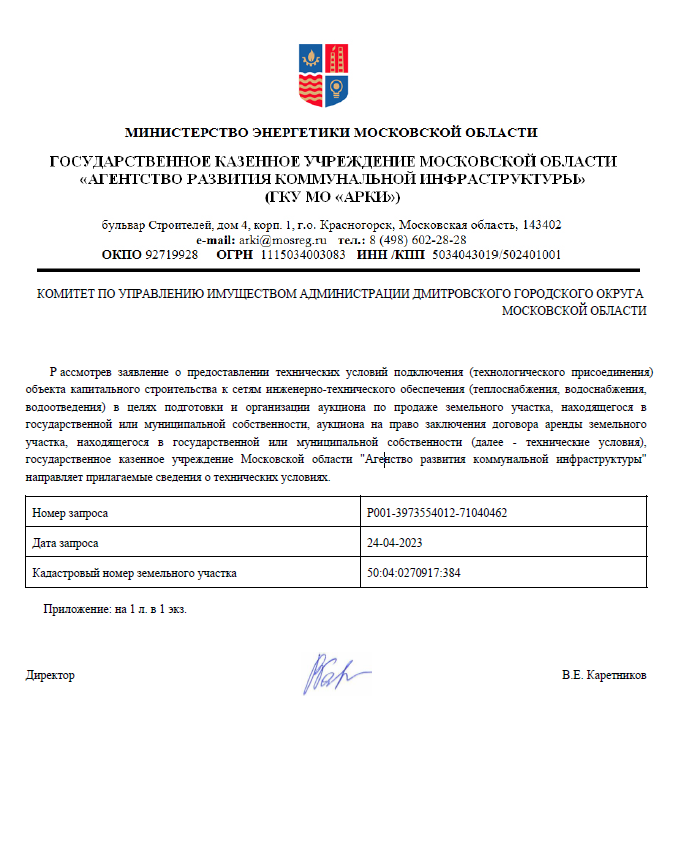 МИНИСТЕРСТВО ЭНЕРГЕТИКИ МОСКОВСКОЙ ОБЛАСТИ
ГОСУДАРСТВЕННОЕ КАЗЕННОЕ УЧРЕЖДЕНИЕ МОСКОВСКОЙ ОБЛАСТИ
«АГЕНТСТВО РАЗВИТИЯ КОММУНАЛЬНОЙ ИНФРАСТРУКТУРЫ»
(ГКУ МО «АРКИ»)
бульвар Строителей, дом 4, корп. 1, г.о. Красногорск, Московская область, 143402
e-mail: arki@mosreg.ru тел.: 8 (498) 602-28-28
ОКПО 92719928 ОГРН 1115034003083 ИНН /КПП 5034043019/502401001
КОМИТЕТ ПО УПРАВЛЕНИЮ ИМУЩЕСТВОМ АДМИНИСТРАЦИИ ДМИТРОВСКОГО ГОРОДСКОГО ОКРУГА
МОСКОВСКОЙ ОБЛАСТИ
Р ассмотрев заявление о предоставлении технических условий подключения (технологического присоединения)
объекта капитального строительства к сетям инженерно-технического обеспечения (теплоснабжения, водоснабжения,
водоотведения) в целях подготовки и организации аукциона по продаже земельного участка, находящегося в
государственной или муниципальной собственности, аукциона на право заключения договора аренды земельного
участка, находящегося в государственной или муниципальной собственности (далее - технические условия),
государственное казенное учреждение Московской области "Агенство развития коммунальной инфраструктуры"
направляет прилагаемые сведения о технических условиях.
Номер запроса P001-3973554012-71040462
Дата запроса 24-04-2023
Кадастровый номер земельного участка 50:04:0270917:384
Приложение: на 1 л. в 1 экз.
Директор В.Е. Каретников